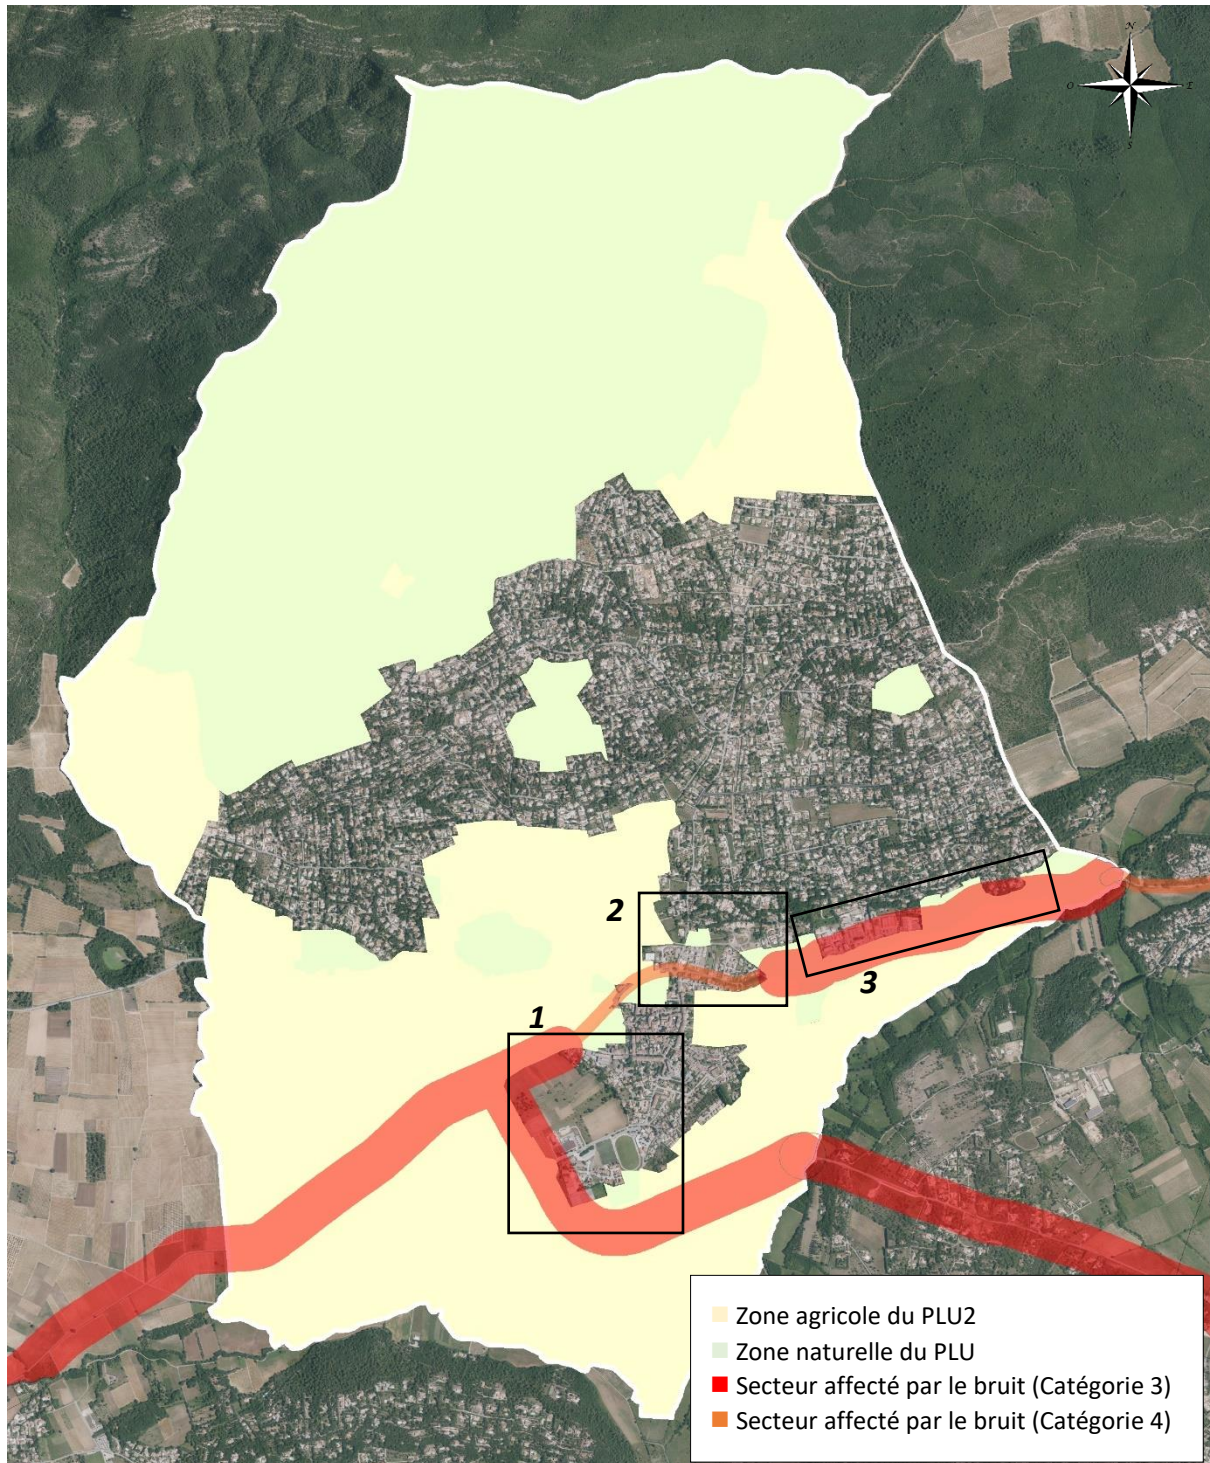 N
O
E
S
2
3
1
Zone agricole du PLU2
Zone naturelle du PLU
Secteur affecté par le bruit (Catégorie 3)
Secteur affecté par le bruit (Catégorie 4)